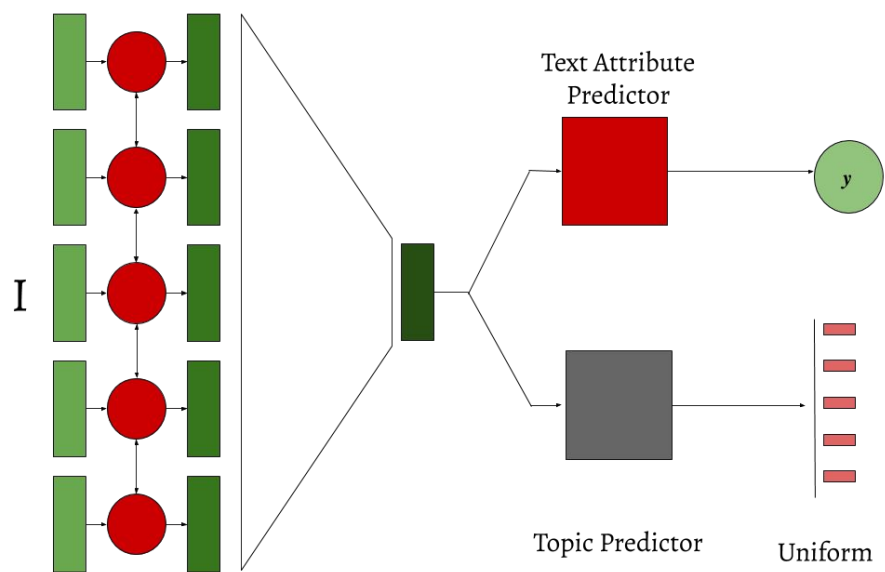 I
Text Attribute
Predictor
y
Topic Predictor
Uniform